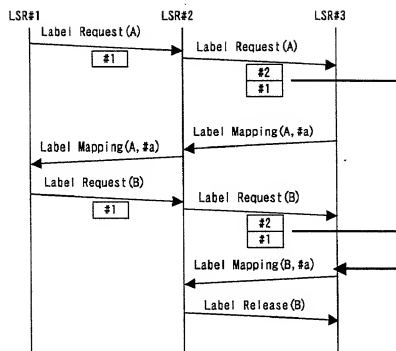 LSR#1 LSR#2 LSR#3
Label Request(A)
#1
Label Request(A)
#2
#1
Label Mapping(A,#a)
Label Mapping(A,#a)
Label Request(B)
#1
Label Request(B)
#2
#1
Label Mapping(B,#a)
Label Release(B)